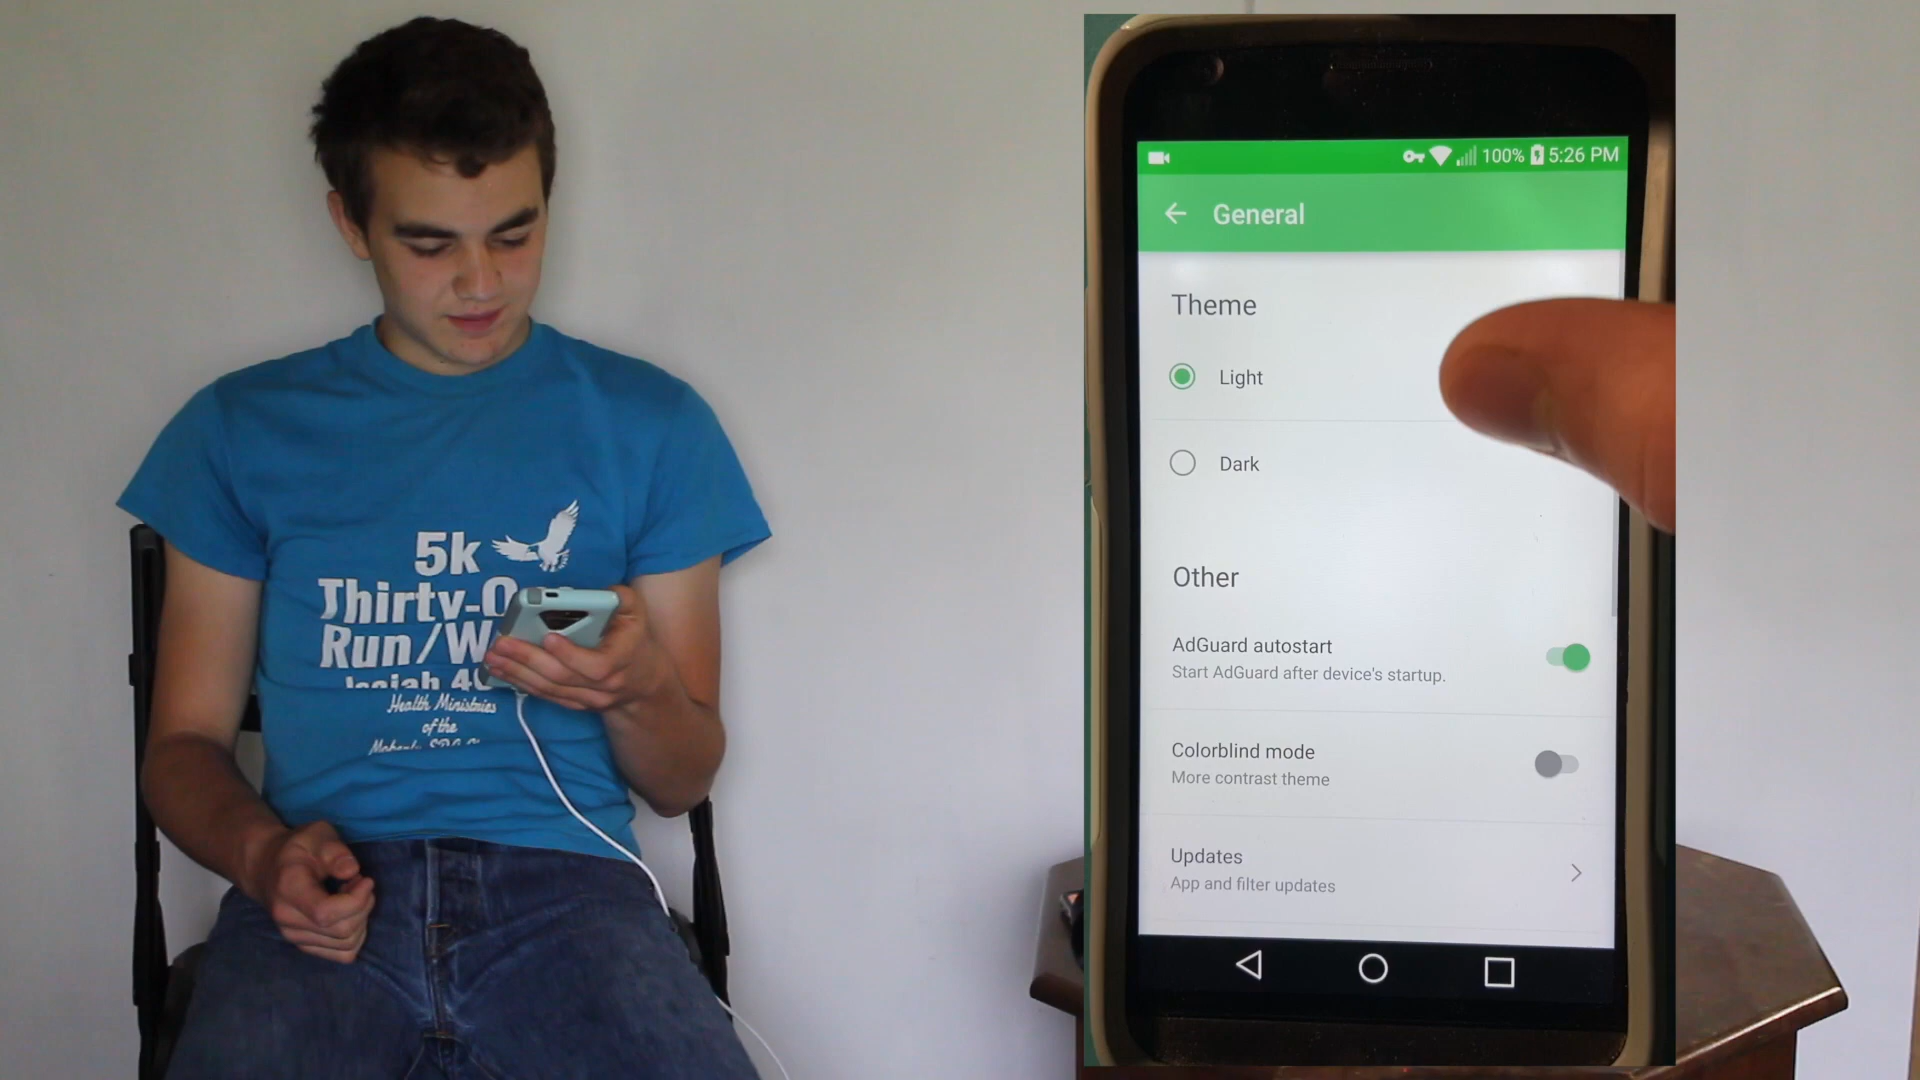 5k
Run/W
Health Ministries
of the
100% 5:26 PM
General
Theme
Light
Dark
Other
AdGuard autostart
Start AdGuard after device's startup.
Colorblind mode
More contrast theme
Updates
App and filter updates